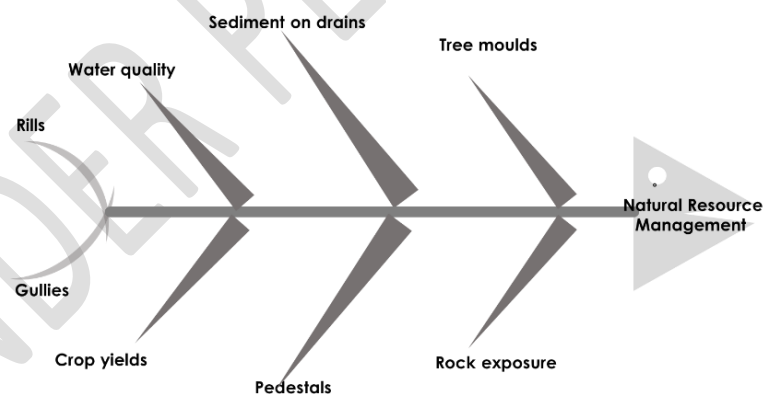 Sediment on drains
Tree moulds
Water quality
Rills
Natural Resource
Management
Gullies
Crop yields
Rock exposure
Pedestals